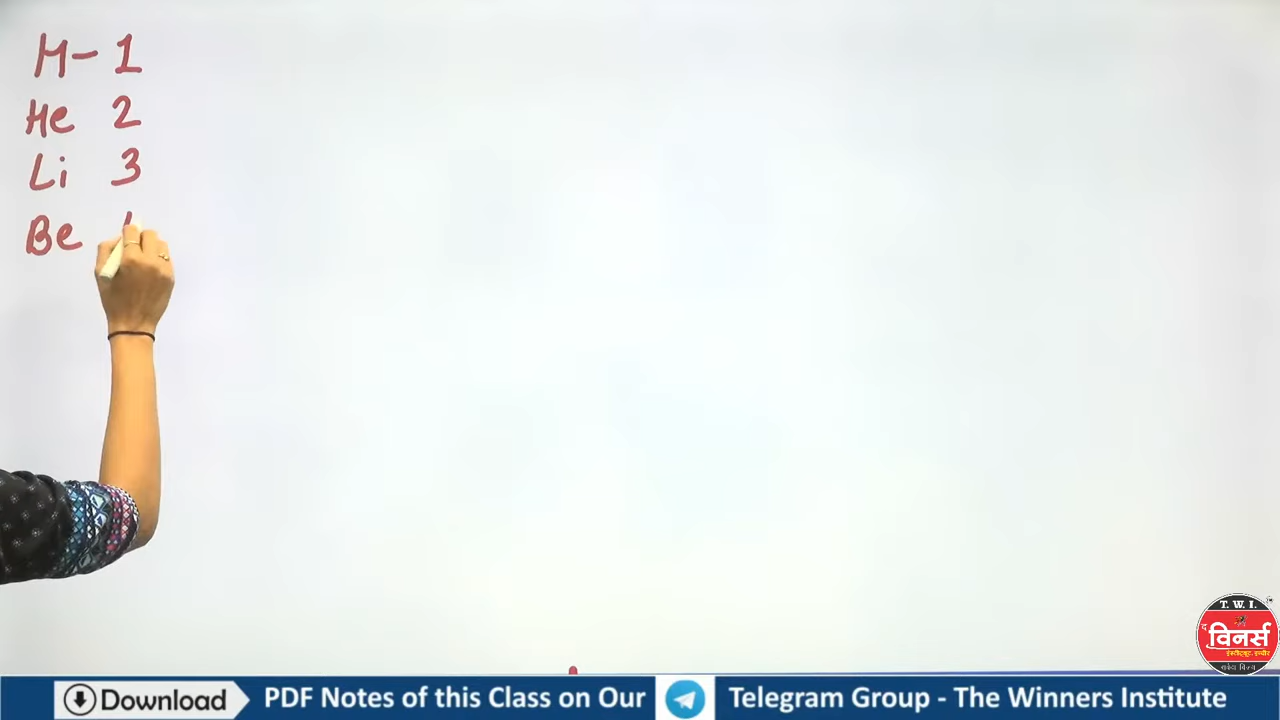 H- 1
He 2
Li 3
Be
T. W. I.
द
विनर्स
इंस्टीट्यूट, इन्दौर
Download PDF Notes of this Class on Our Telegram Group - The Winners Institute